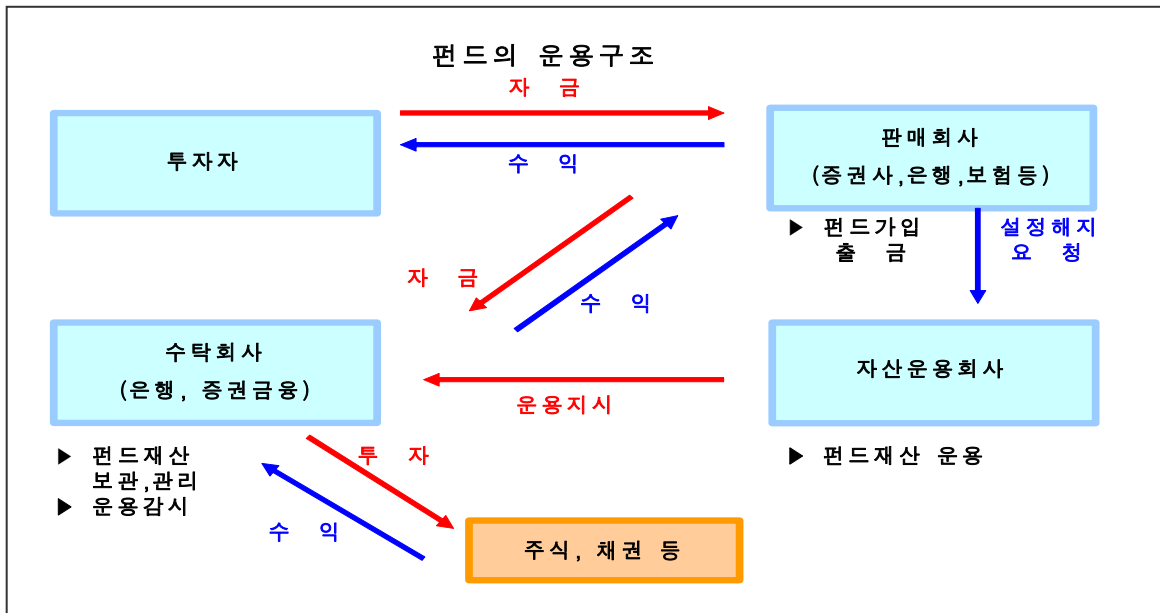 펀드의 운용구조
자 금
투자자
수 익
판매회사
(증권사,은행,보험등)
▶ 펀드가입
출 금
설정해지
요 청
자 금
수 익
수탁회사
(은행, 증권금융)
자산운용회사
운용지시
▶ 펀드재산
보관,관리
▶ 운용감시
투 자
▶ 펀드재산 운용
수 익
주식, 채권 등